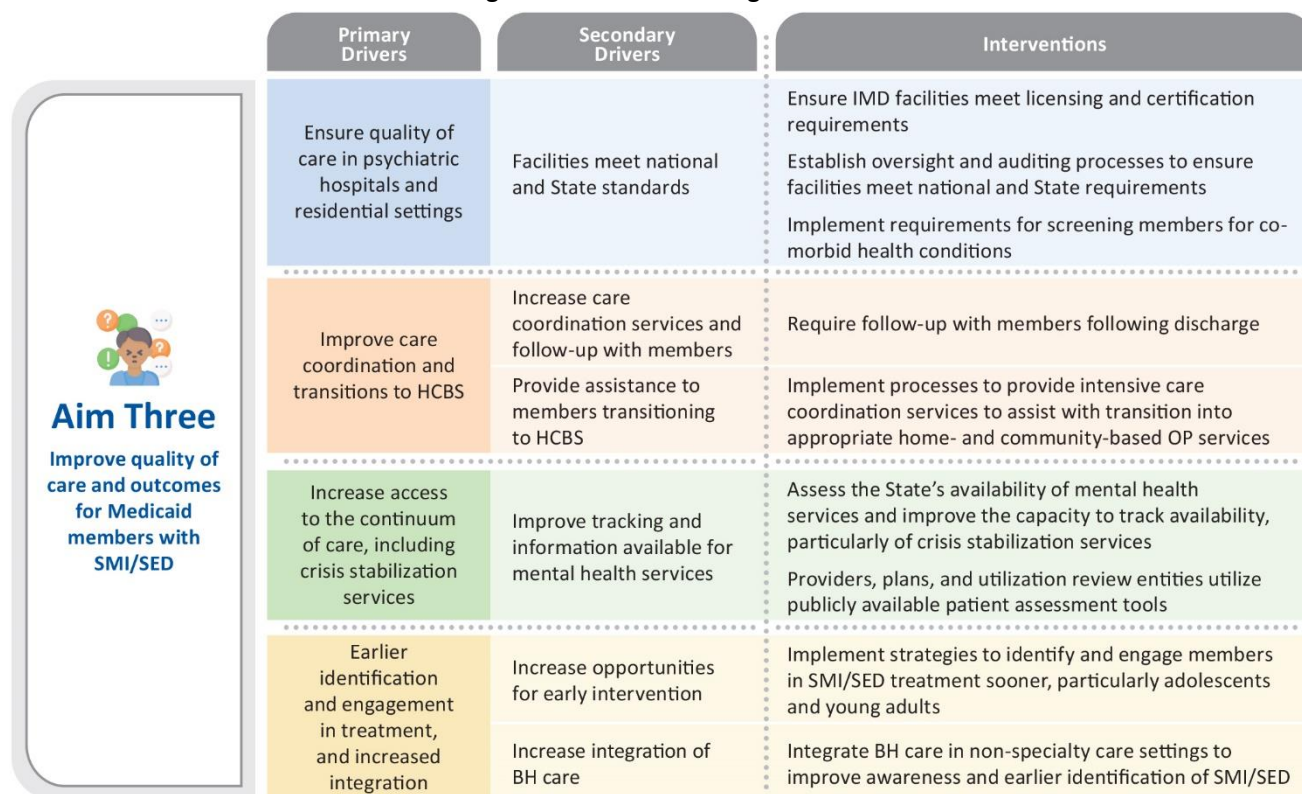 Primary
Drivers
Secondary
Drivers
Interventions
Aim Three
Improve quality of
care and outcomes
for Medicaid
members with
SMI/SED
Ensure quality of
care in psychiatric
hospitals and
residential settings
Facilities meet national
and State standards
Ensure IMD facilities meet licensing and certification
requirements
Establish oversight and auditing processes to ensure
facilities meet national and State requirements
Implement requirements for screening members for co-
morbid health conditions
Improve care
coordination and
transitions to HCBS
Increase care
coordination services and
follow-up with members
Require follow-up with members following discharge
Provide assistance to
members transitioning
to HCBS
Implement processes to provide intensive care
coordination services to assist with transition into
appropriate home- and community-based OP services
Increase access
to the continuum
of care, including
crisis stabilization
services
Improve tracking and
information available for
mental health services
Assess the State’s availability of mental health
services and improve the capacity to track availability,
particularly of crisis stabilization services
Providers, plans, and utilization review entities utilize
publicly available patient assessment tools
Earlier
identification
and engagement
in treatment,
and increased
integration
Increase opportunities
for early intervention
Implement strategies to identify and engage members
in SMI/SED treatment sooner, particularly adolescents
and young adults
Increase integration of
BH care
Integrate BH care in non-specialty care settings to
improve awareness and earlier identification of SMI/SED